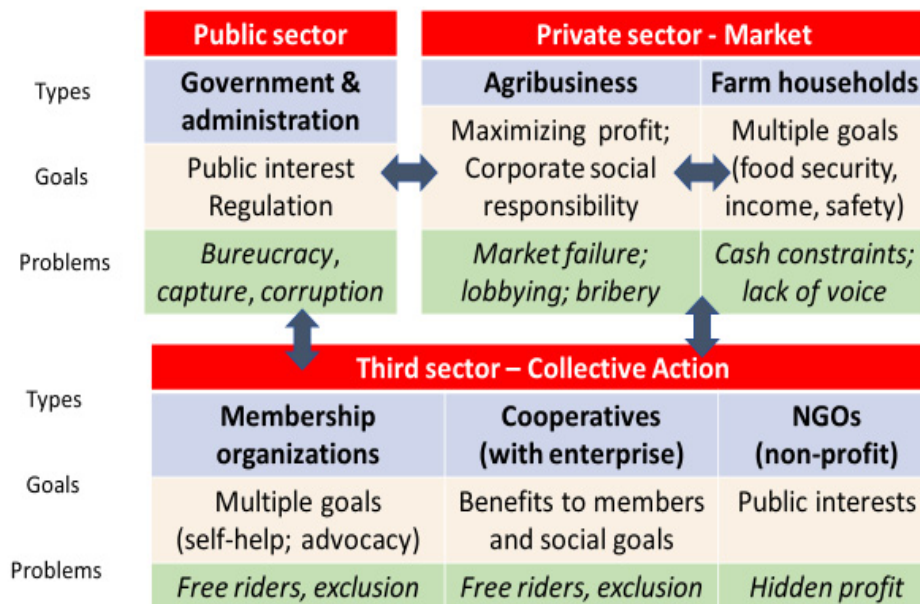 Public sector
Private sector - Market
Types
Government &
administration
Agribusiness
Farm households
Goals
Public interest
Regulation
Maximizing profit;
Corporate social
responsibility
Multiple goals
(food security,
income, safety)
Problems
Bureucracy,
capture, corruption
Market failure;
lobbying; bribery
Cash constraints;
lack of voice
Third sector – Collective Action
Types
Membership
organizations
Cooperatives
(with enterprise)
NGOs
(non-profit)
Goals
Multiple goals
(self-help; advocacy)
Benefits to members
and social goals
Public interests
Problems
Free riders, exclusion
Free riders, exclusion
Hidden profit